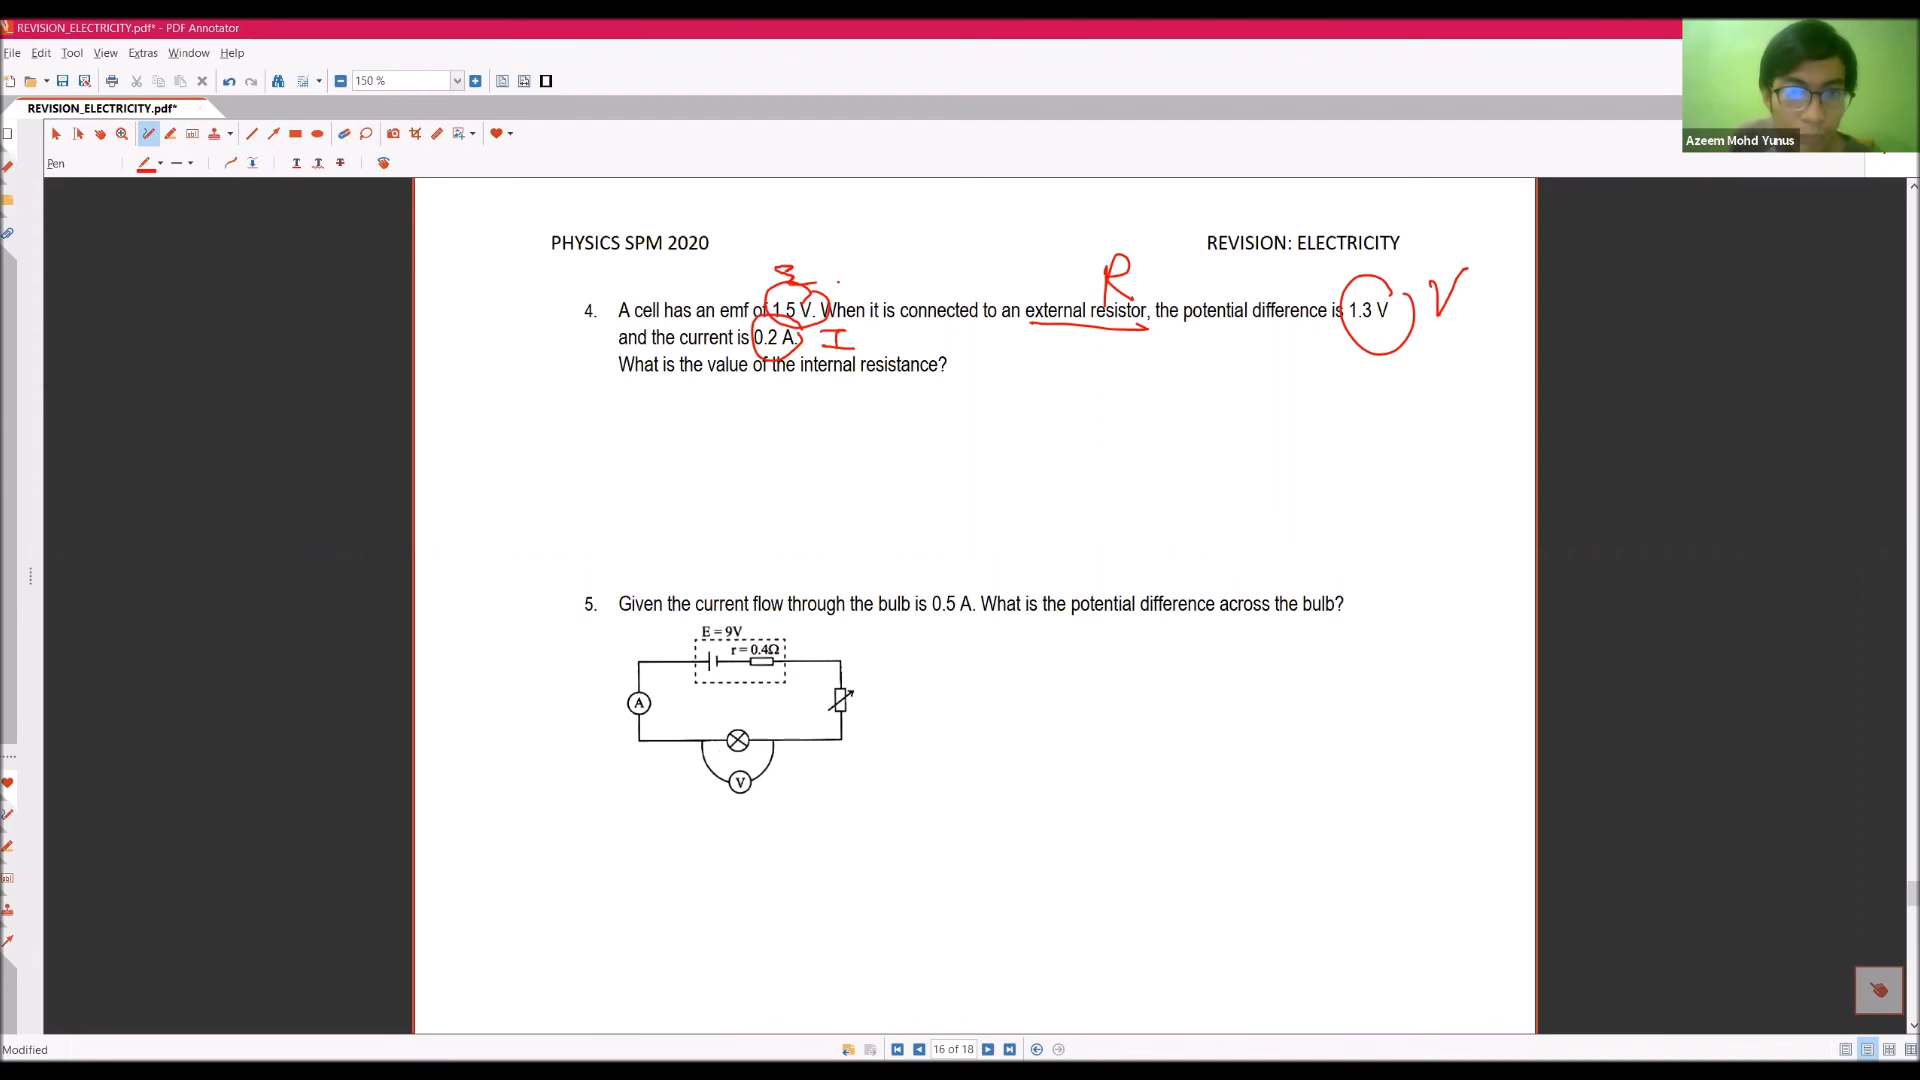 REVISION_ELECTRICITY.pdf* - PDF Annotator
File Edit Tool View Extras Window Help
150 %
REVISION_ELECTRICITY.pdf*
Pen
Azeem Mohd Yunus
PHYSICS SPM 2020 REVISION: ELECTRICITY
R V
4. A cell has an emf of 1.5 V. When it is connected to an external resistor, the potential difference is 1.3 V
and the current is 0.2 A. I
What is the value of the internal resistance?
5. Given the current flow through the bulb is 0.5 A. What is the potential difference across the bulb?
E = 9V
r = 0.4Ω
A
V
Modified
16 of 18